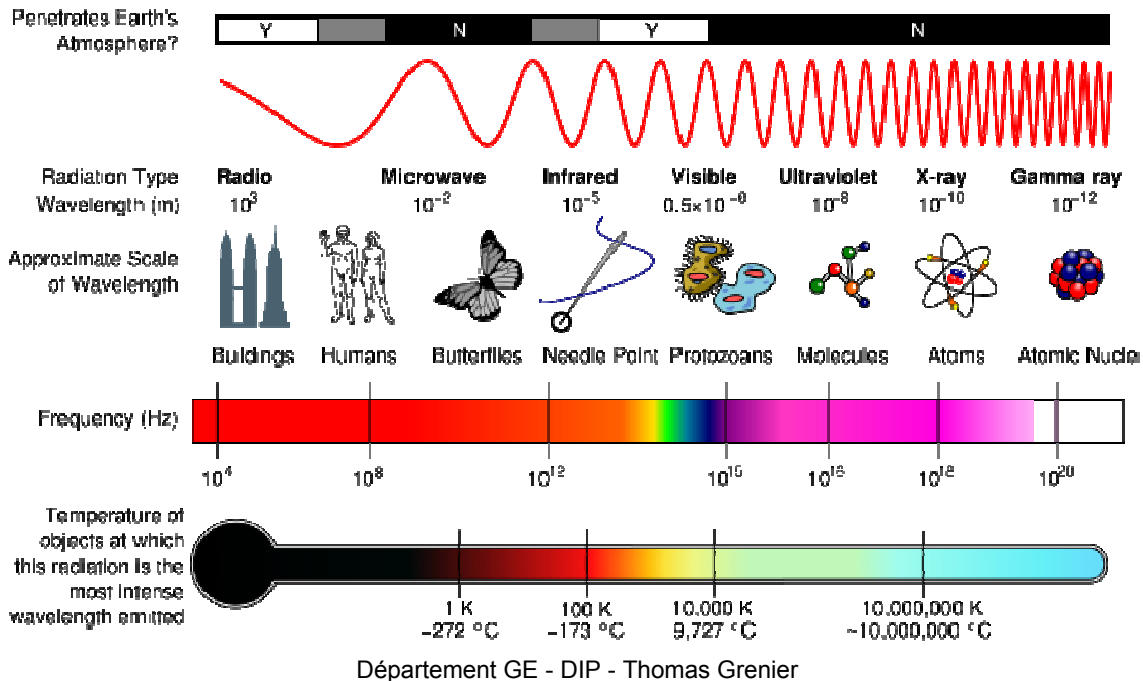 Penetrates Earth's
Atmosphere?
Y N Y N
Radiation Type
Wavelength (m)
Radio Microwave Infrared Visible Ultraviolet X-ray Gamma ray
10³ 10⁻² 10⁻⁵ 0.5×10⁻⁶ 10⁻⁸ 10⁻¹⁰ 10⁻¹²
Approximate Scale
of Wavelength
Buildings Humans Butterflies Needle Point Protozoans Molecules Atoms Atomic Nuclei
Frequency (Hz)
10⁴ 10⁸ 10¹² 10¹⁵ 10¹⁶ 10¹⁸ 10²⁰
Temperature of
objects at which
this radiation is the
most intense
wavelength emitted
1 K 100 K 10,000 K 10,000,000 K
−272 °C −173 °C 9,727 °C ~10,000,000 °C
Département GE - DIP - Thomas Grenier